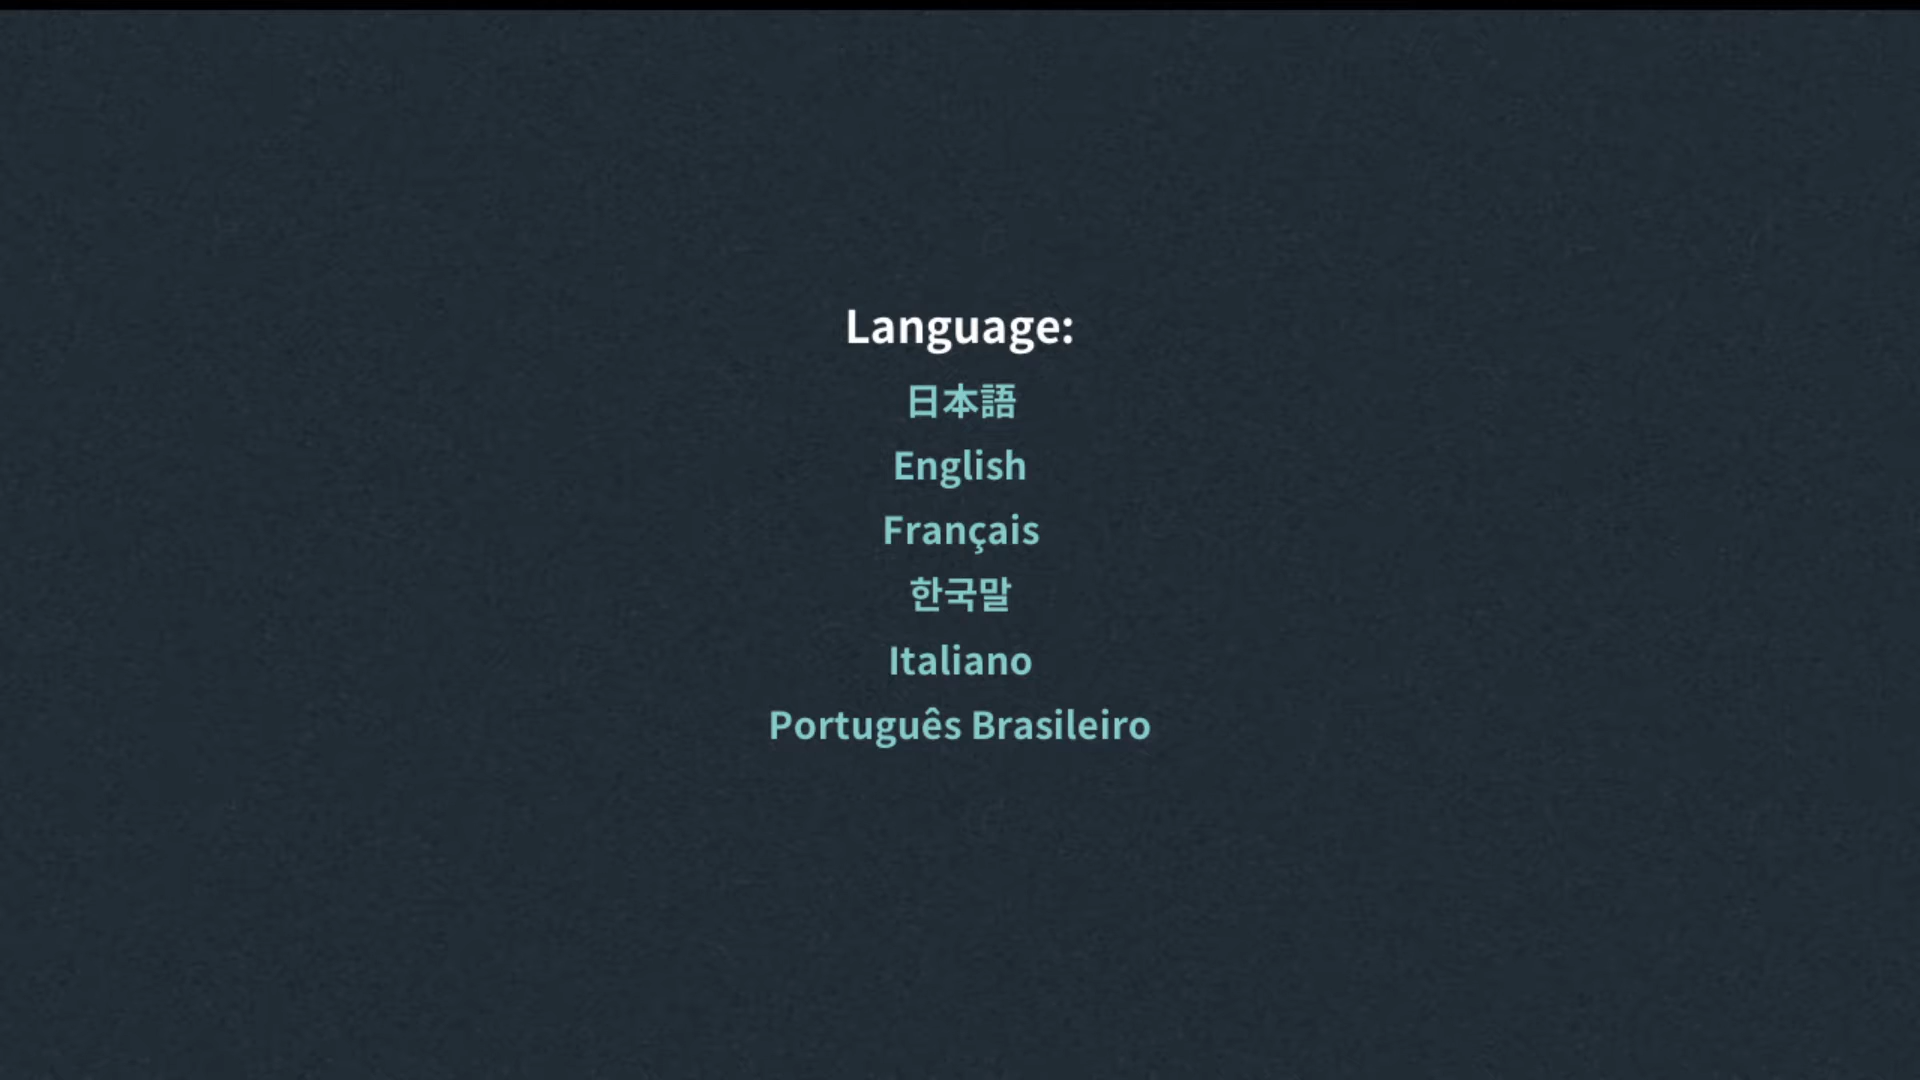 Language:
日本語
English
Français
한국말
Italiano
Português Brasileiro